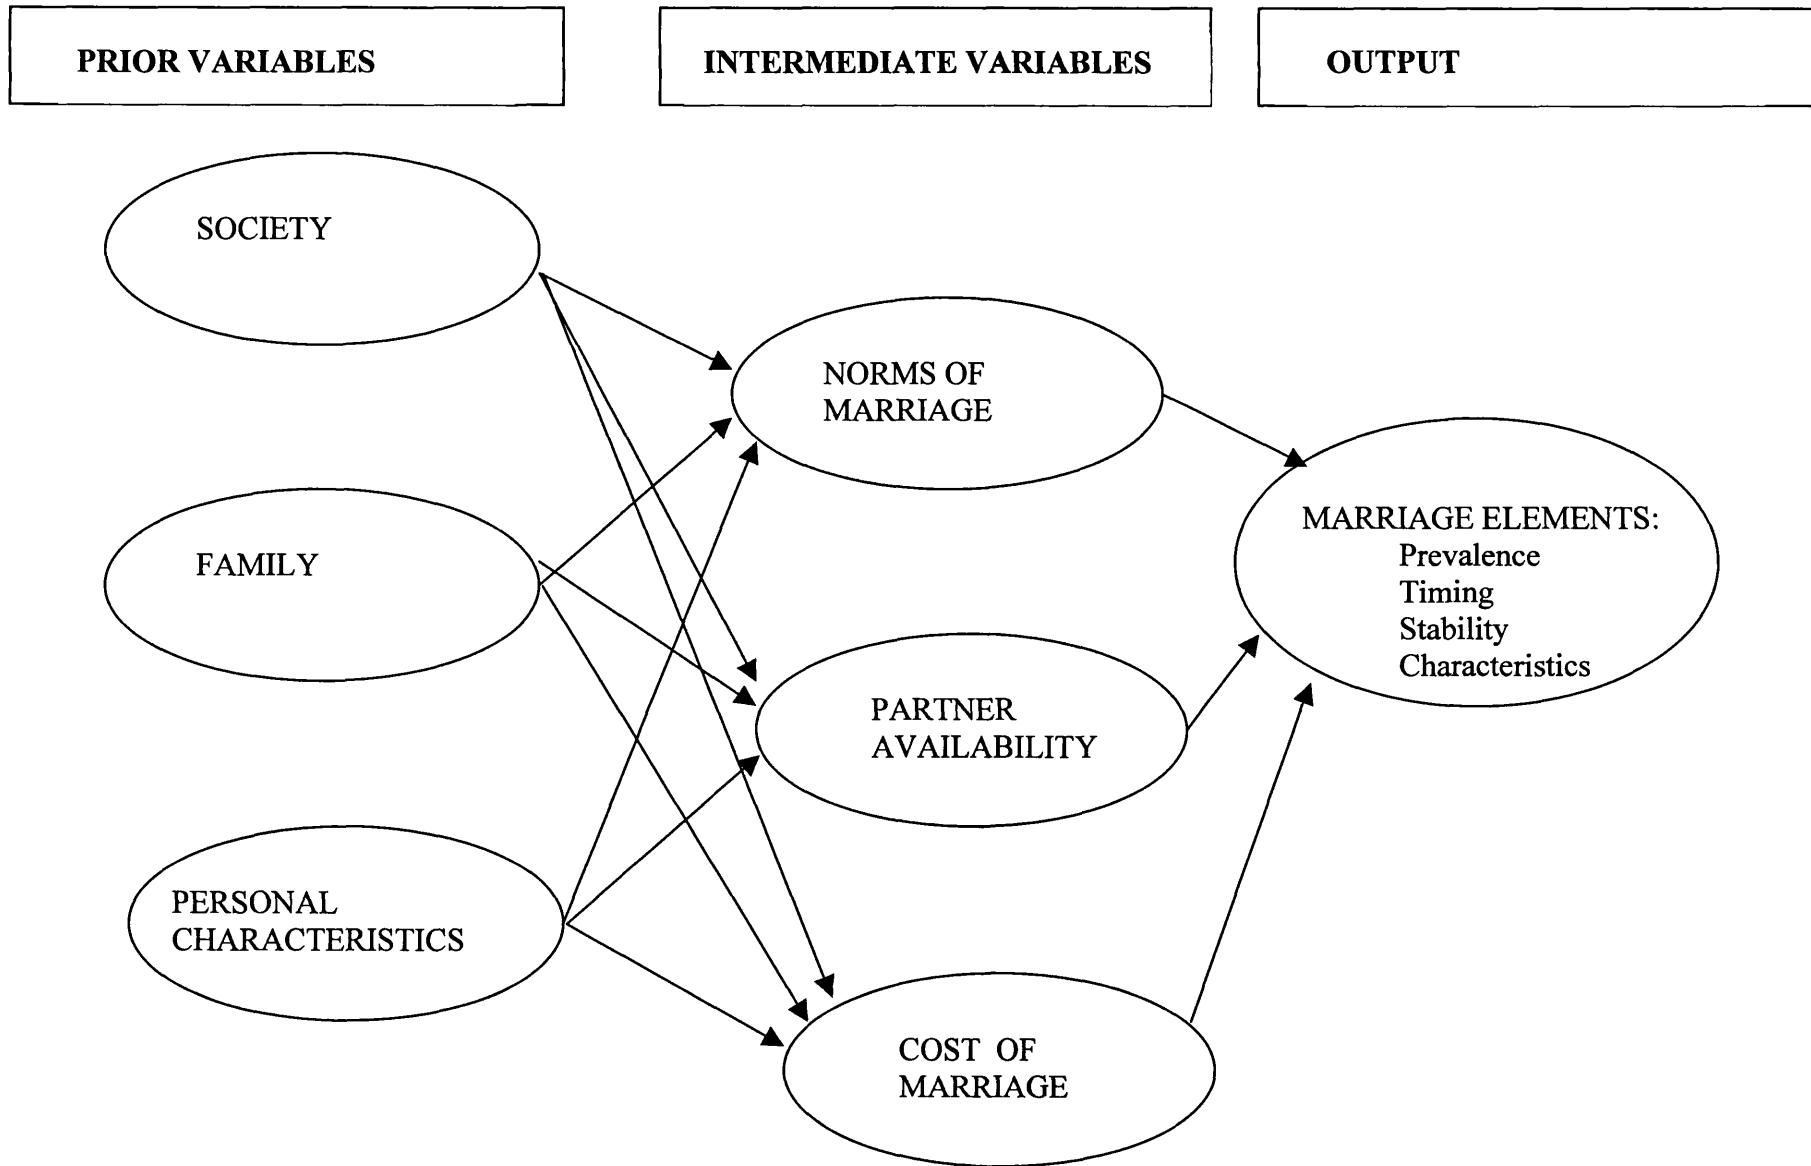 PRIOR VARIABLES
INTERMEDIATE VARIABLES
OUTPUT
SOCIETY
NORMS OF
MARRIAGE
MARRIAGE ELEMENTS:
Prevalence
Timing
Stability
Characteristics
FAMILY
PARTNER
AVAILABILITY
PERSONAL
CHARACTERISTICS
COST OF
MARRIAGE